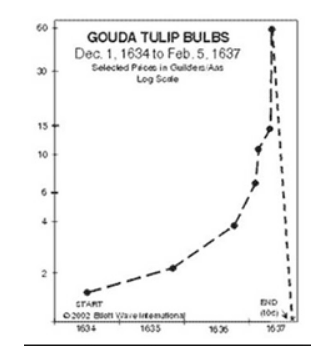 GOUDA TULIP BULBS
Dec. 1, 1634 to Feb. 5, 1637
Selected Prices in Guilders/Aas
Log Scale
60
30
15
10
6
4
2
START
END
(10¢)
©2002 Elliott Wave International
1634 1635 1636 1637